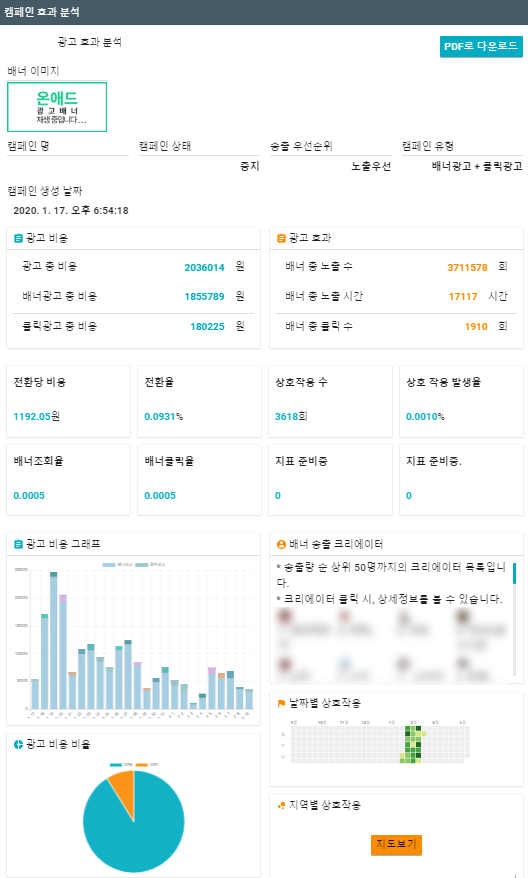 캠페인 효과 분석
광고 효과 분석
PDF로 다운로드
배너 이미지
온애드
광 고 배 너
재생중입니다...
캠페인 명
캠페인 상태
송출 우선순위
캠페인 유형
중지
노출우선
배너광고 + 클릭광고
캠페인 생성 날짜
2020. 1. 17. 오후 6:54:18
광고 비용
광고 총 비용 2036014 원
배너광고 총 비용 1855789 원
클릭광고 총 비용 180225 원
광고 효과
배너 총 노출 수 3711578 회
배너 총 노출 시간 17117 시간
배너 총 클릭 수 1910 회
전환당 비용
1192.05원
전환율
0.0931%
상호작용 수
3618회
상호 작용 발생율
0.0010%
배너조회율
0.0005
배너클릭율
0.0005
지표 준비중
0
지표 준비중.
0
광고 비용 그래프
배너 송출 크리에이터
* 송출량 순 상위 50명까지의 크리에이터 목록입니
다.
* 크리에이터 클릭 시, 상세정보를 볼 수 있습니다.
날짜별 상호작용
광고 비용 비율
지역별 상호작용
지도보기